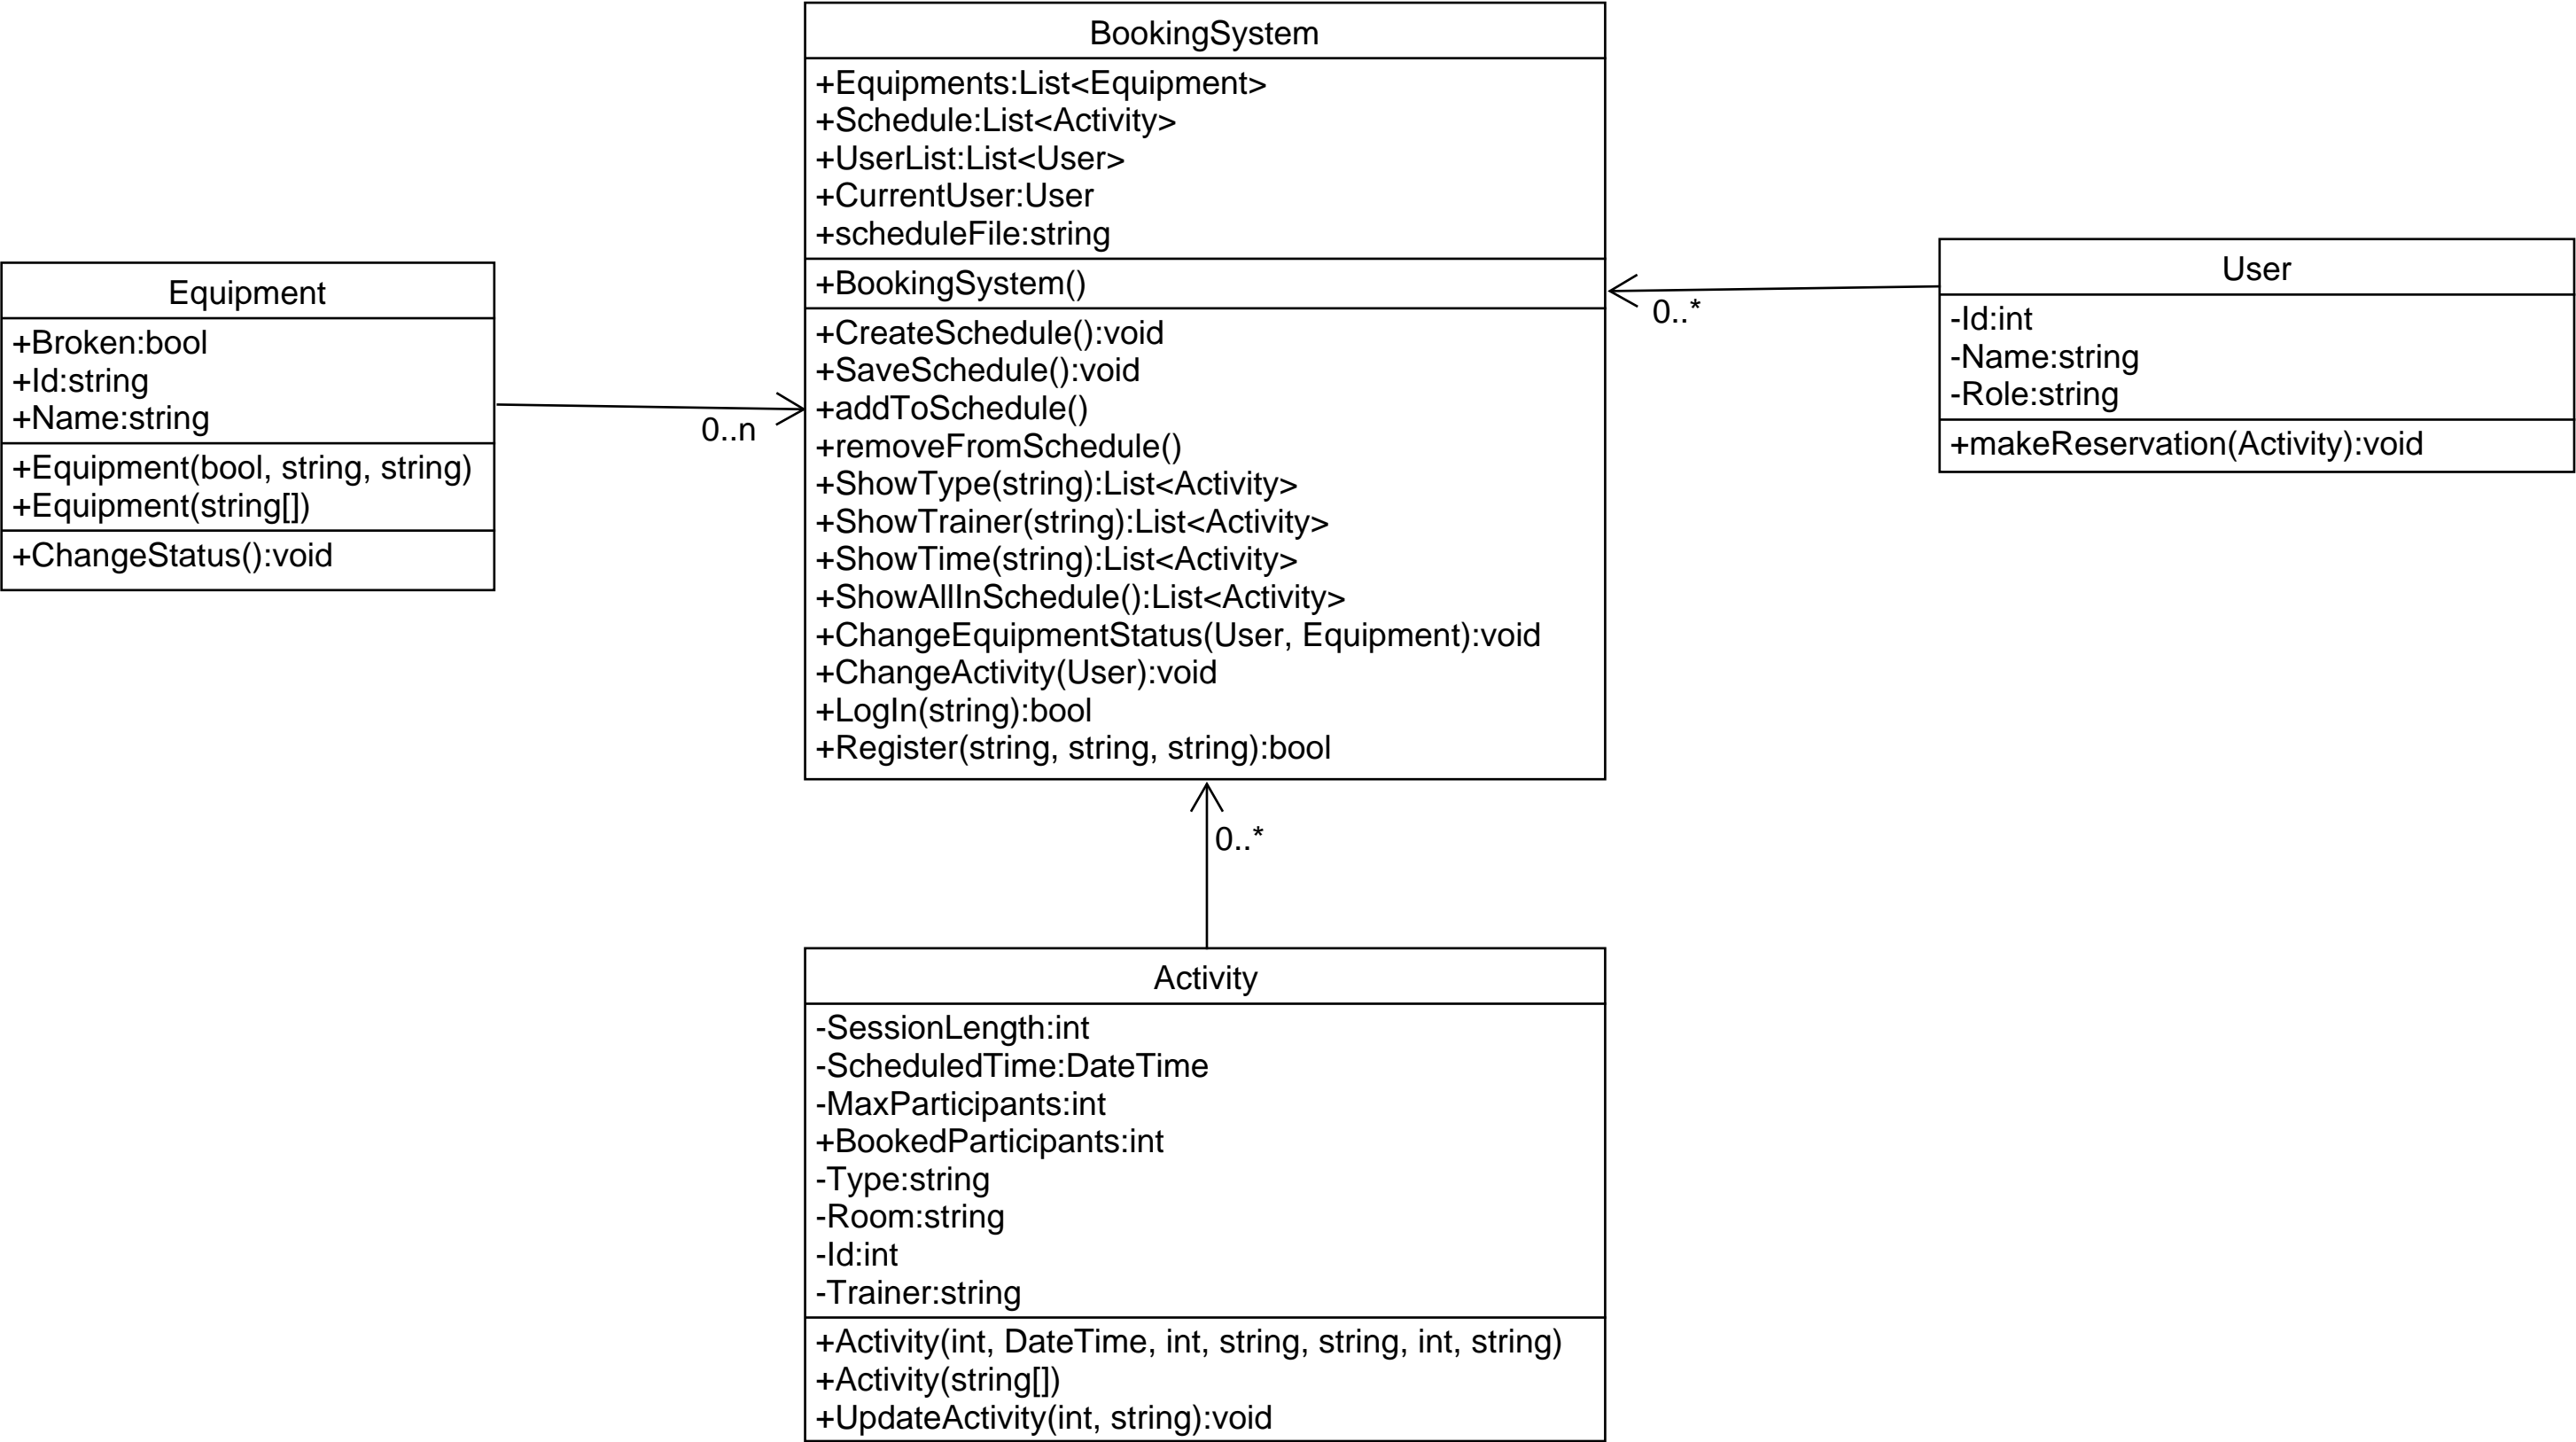 BookingSystem
+Equipments:List<Equipment>
+Schedule:List<Activity>
+UserList:List<User>
+CurrentUser:User
+scheduleFile:string
+BookingSystem()
+CreateSchedule():void
+SaveSchedule():void
+addToSchedule()
+removeFromSchedule()
+ShowType(string):List<Activity>
+ShowTrainer(string):List<Activity>
+ShowTime(string):List<Activity>
+ShowAllInSchedule():List<Activity>
+ChangeEquipmentStatus(User, Equipment):void
+ChangeActivity(User):void
+LogIn(string):bool
+Register(string, string, string):bool
Equipment
+Broken:bool
+Id:string
+Name:string
+Equipment(bool, string, string)
+Equipment(string[])
+ChangeStatus():void
0..n
User
-Id:int
-Name:string
-Role:string
+makeReservation(Activity):void
0..*
0..*
Activity
-SessionLength:int
-ScheduledTime:DateTime
-MaxParticipants:int
+BookedParticipants:int
-Type:string
-Room:string
-Id:int
-Trainer:string
+Activity(int, DateTime, int, string, string, int, string)
+Activity(string[])
+UpdateActivity(int, string):void